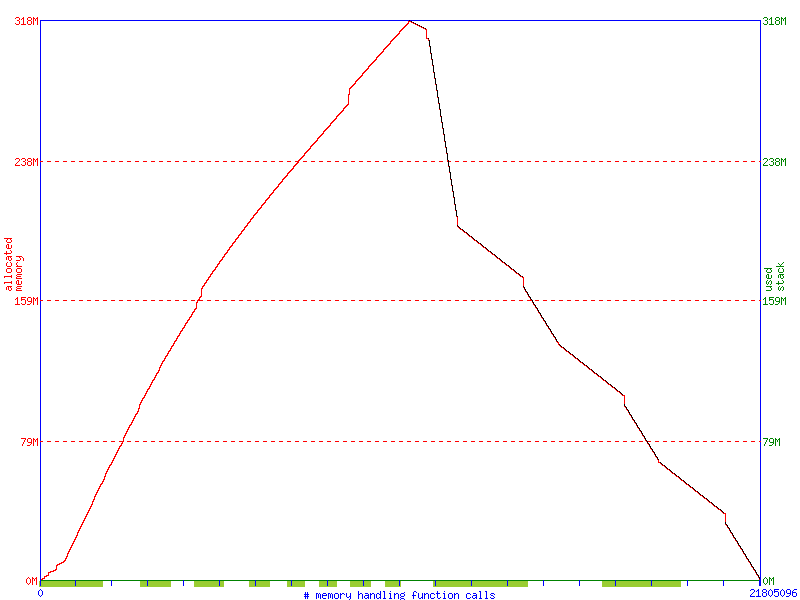 318M 318M
238M 238M
allocated
memory
used
stack
159M 159M
79M 79M
0M 0M
0 21805096
# memory handling function calls